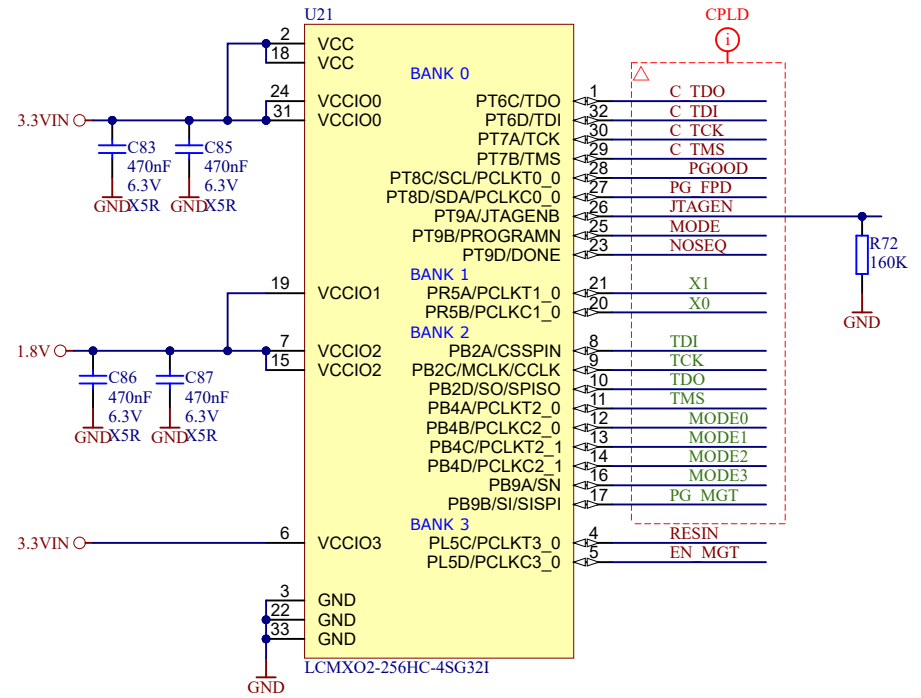 U21
CPLD
i
2 VCC
18 VCC
BANK 0
24 VCCIO0
PT6C/TDO 1 C_TDO
3.3VIN 31 VCCIO0
PT6D/TDI 32 C_TDI
PT7A/TCK 30 C_TCK
C83 C85
PT7B/TMS 29 C_TMS
470nF 470nF
PT8C/SCL/PCLKT0_0 28 PGOOD
6.3V 6.3V
PT8D/SDA/PCLKC0_0 27 PG_FPD
GND X5R GND X5R
PT9A/JTAGENB 26 JTAGEN
PT9B/PROGRAMN 25 MODE
R72
PT9D/DONE 23 NOSEQ
160K
BANK 1
19 VCCIO1
PR5A/PCLKT1_0 21 X1
PR5B/PCLKC1_0 20 X0
GND
BANK 2
1.8V 7 VCCIO2
PB2A/CSSPIN 8 TDI
15 VCCIO2
PB2C/MCLK/CCLK 9 TCK
C86 C87
PB2D/SO/SPISO 10 TDO
470nF 470nF
PB4A/PCLKT2_0 11 TMS
6.3V 6.3V
PB4B/PCLKC2_0 12 MODE0
GND X5R GND X5R
PB4C/PCLKT2_1 13 MODE1
PB4D/PCLKC2_1 14 MODE2
PB9A/SN 16 MODE3
PB9B/SI/SISPI 17 PG_MGT
BANK 3
3.3VIN 6 VCCIO3
PL5C/PCLKT3_0 4 RESIN
PL5D/PCLKC3_0 5 EN_MGT
3 GND
22 GND
33 GND
LCMXO2-256HC-4SG32I
GND